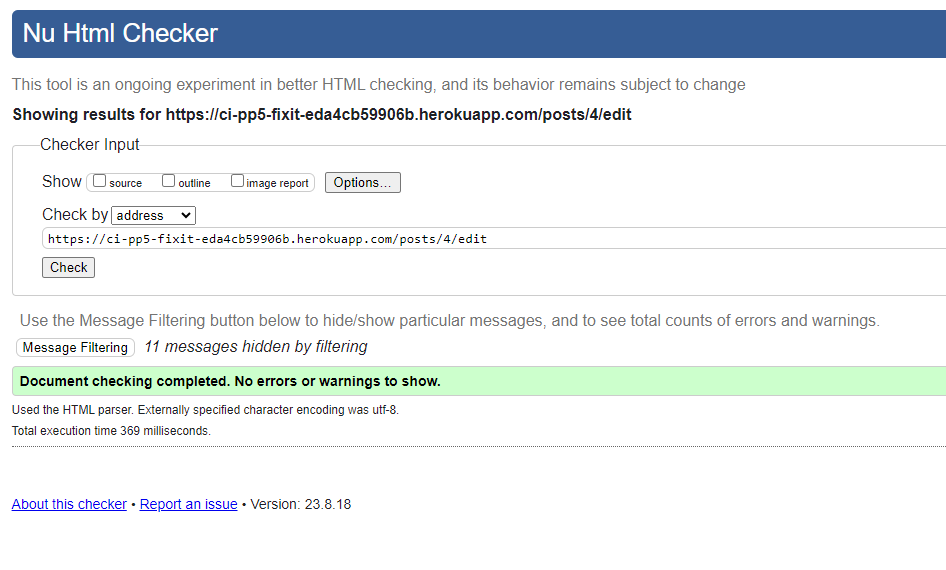 Nu Html Checker
This tool is an ongoing experiment in better HTML checking, and its behavior remains subject to change
Showing results for https://ci-pp5-fixit-eda4cb59906b.herokuapp.com/posts/4/edit
Checker Input
Show source outline image report Options...
Check by address
https://ci-pp5-fixit-eda4cb59906b.herokuapp.com/posts/4/edit
Check
Use the Message Filtering button below to hide/show particular messages, and to see total counts of errors and warnings.
Message Filtering 11 messages hidden by filtering
Document checking completed. No errors or warnings to show.
Used the HTML parser. Externally specified character encoding was utf-8.
Total execution time 369 milliseconds.
About this checker • Report an issue • Version: 23.8.18